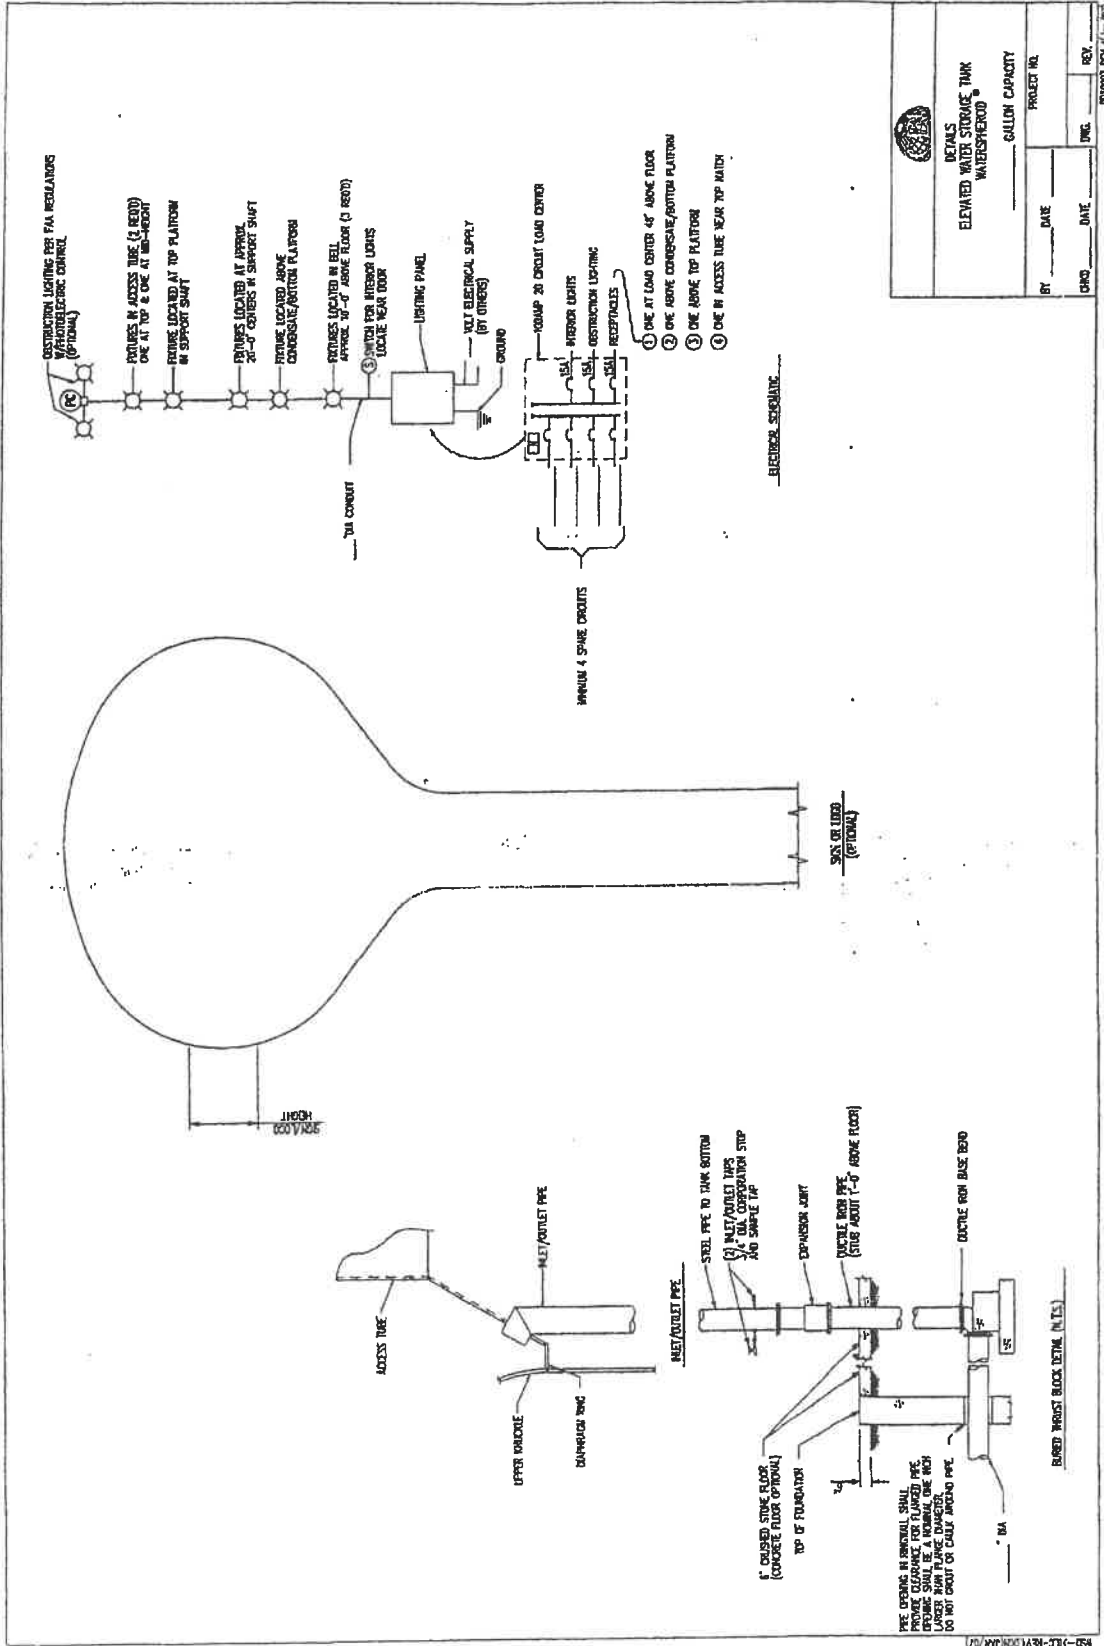 OBSTRUCTION LIGHTING PER FAA REGULATIONS
W/PHOTOELECTRIC CONTROL
(OPTIONAL)
PC
FIXTURES IN ACCESS TUBE (2 REQ'D)
ONE AT TOP & ONE AT MID-HEIGHT
FIXTURE LOCATED AT TOP PLATFORM
IN SUPPORT SHAFT
FIXTURES LOCATED AT APPROX.
20'-0" CENTERS IN SUPPORT SHAFT
FIXTURE LOCATED ABOVE
CONDENSATE/BOTTOM PLATFORM
FIXTURES LOCATED IN BELL
APPROX. 10'-0" ABOVE FLOOR (3 REQ'D)
S SWITCH FOR INTERIOR LIGHTS
LOCATE NEAR DOOR
"DIA CONDUIT
LIGHTING PANEL
VOLT ELECTRICAL SUPPLY
(BY OTHERS)
GROUND
100AMP 20 CIRCUIT LOAD CENTER
15A INTERIOR LIGHTS
15A OBSTRUCTION LIGHTING
15A RECEPTACLES
1 ONE AT LOAD CENTER 48" ABOVE FLOOR
2 ONE ABOVE CONDENSATE/BOTTOM PLATFORM
3 ONE ABOVE TOP PLATFORM
4 ONE IN ACCESS TUBE NEAR TOP HATCH
MINIMUM 4 SPARE CIRCUITS
ELECTRICAL SCHEMATIC
SIGN/LOGO
HEIGHT
SIGN OR LOGO
(OPTIONAL)
ACCESS TUBE
UPPER KNUCKLE
INLET/OUTLET PIPE
DIAPHRAGM RING
INLET/OUTLET PIPE
STEEL PIPE TO TANK BOTTOM
(2) INLET/OUTLET TAPS
3/4" DIA. CORPORATION STOP
AND SAMPLE TAP
EXPANSION JOINT
DUCTILE IRON PIPE
(STUB ABOUT 1'-0" ABOVE FLOOR)
DUCTILE IRON BASE BEND
6" CRUSHED STONE FLOOR
(CONCRETE FLOOR OPTIONAL)
TOP OF FOUNDATION
PIPE OPENING IN RINGWALL SHALL
PROVIDE CLEARANCE FOR FLANGED PIPE.
OPENING SHALL BE A NOMINAL ONE INCH
LARGER THAN FLANGE DIAMETER.
DO NOT GROUT OR CAULK AROUND PIPE.
" DIA
BURIED THRUST BLOCK DETAIL (N.T.S.)
DETAILS
ELEVATED WATER STORAGE TANK
WATERSPHEROID ®
GALLON CAPACITY
BY DATE
PROJECT NO.
CHKD DATE
DWG. REV.